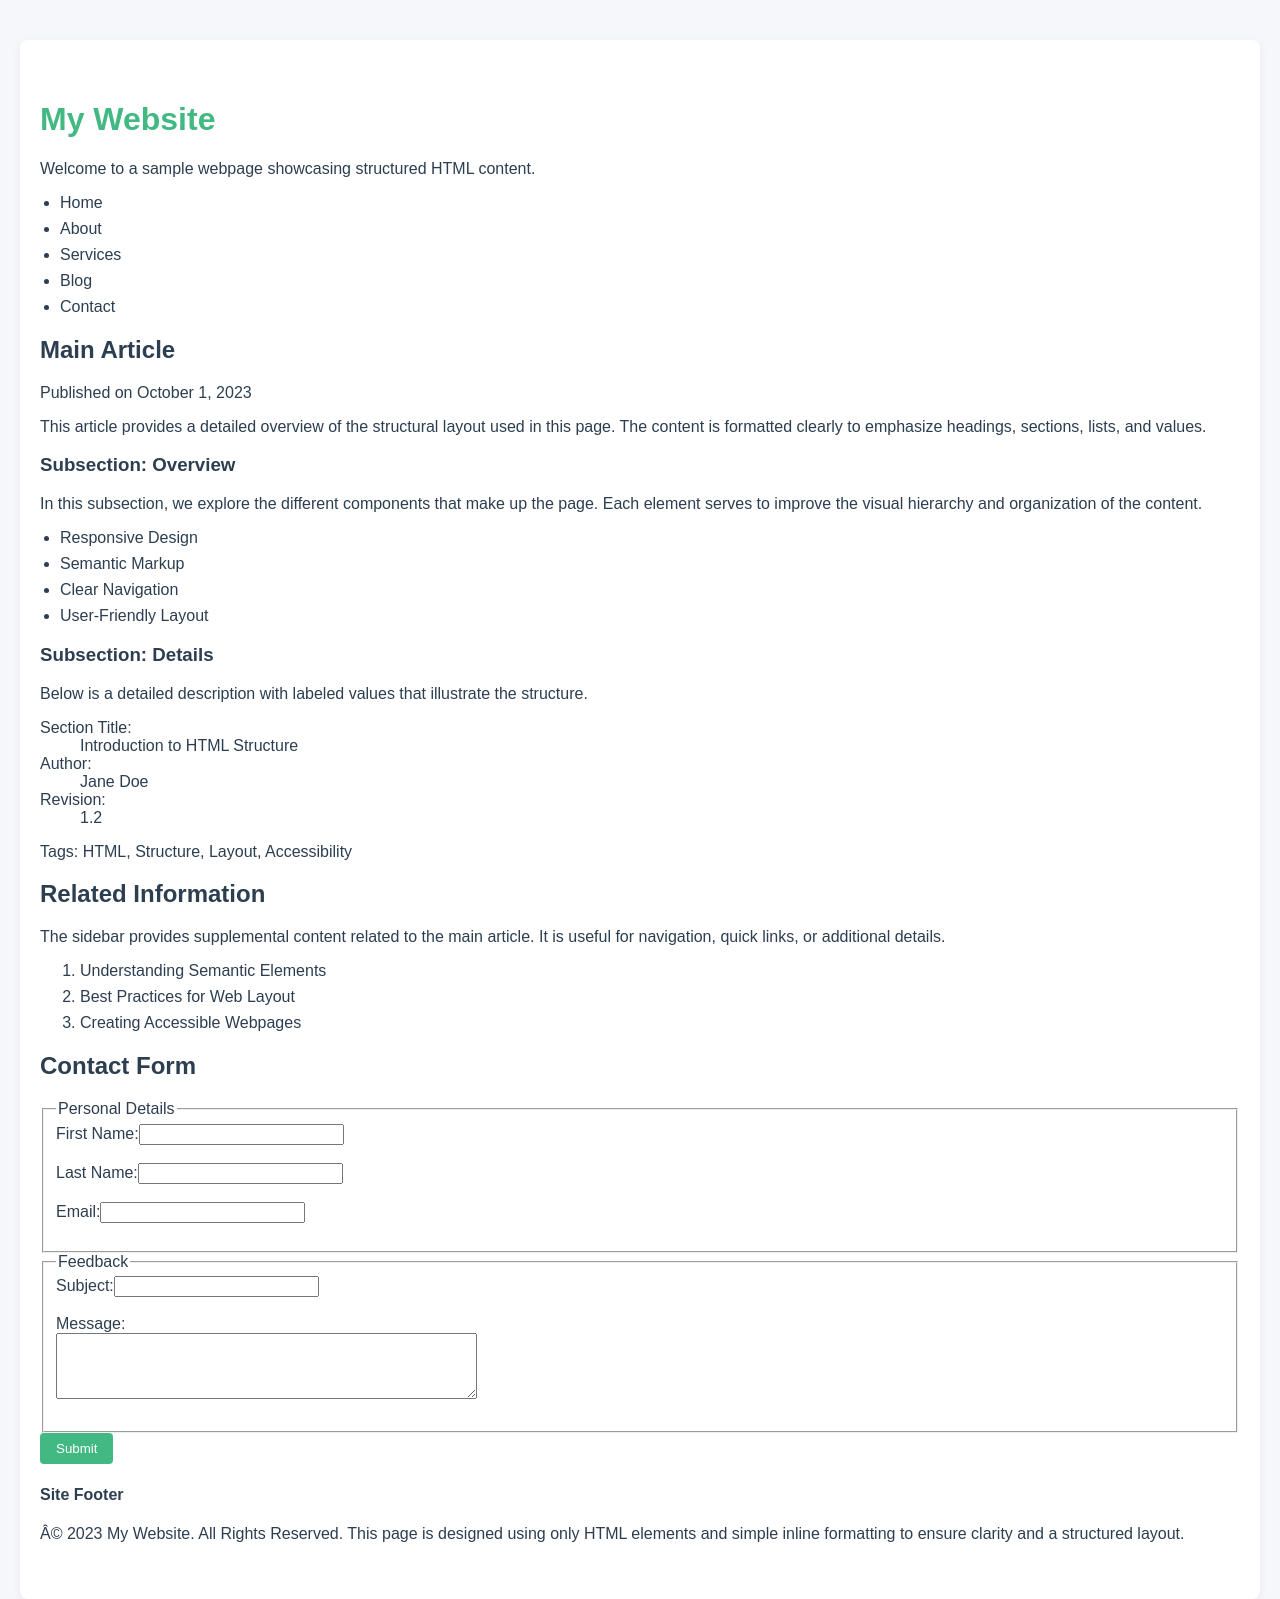 My Website
Welcome to a sample webpage showcasing structured HTML content.
Home
About
Services
Blog
Contact
Main Article
Published on October 1, 2023
This article provides a detailed overview of the structural layout used in this page. The content is formatted clearly to emphasize headings, sections, lists, and values.
Subsection: Overview
In this subsection, we explore the different components that make up the page. Each element serves to improve the visual hierarchy and organization of the content.
Responsive Design
Semantic Markup
Clear Navigation
User-Friendly Layout
Subsection: Details
Below is a detailed description with labeled values that illustrate the structure.
Section Title:
Introduction to HTML Structure
Author:
Jane Doe
Revision:
1.2
Tags: HTML, Structure, Layout, Accessibility
Related Information
The sidebar provides supplemental content related to the main article. It is useful for navigation, quick links, or additional details.
1. Understanding Semantic Elements
2. Best Practices for Web Layout
3. Creating Accessible Webpages
Contact Form
Personal Details
First Name:
Last Name:
Email:
Feedback
Subject:
Message:
Submit
Site Footer
Â© 2023 My Website. All Rights Reserved. This page is designed using only HTML elements and simple inline formatting to ensure clarity and a structured layout.